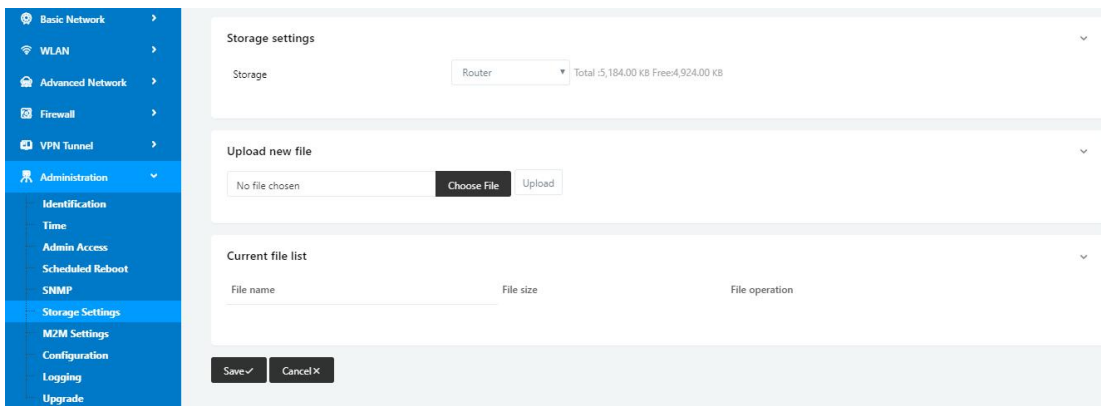 Basic Network
WLAN
Advanced Network
Firewall
VPN Tunnel
Administration
Identification
Time
Admin Access
Scheduled Reboot
SNMP
Storage Settings
M2M Settings
Configuration
Logging
Upgrade
Storage settings
Storage
Router
Total :5,184.00 KB Free:4,924.00 KB
Upload new file
No file chosen
Choose File
Upload
Current file list
File name File size File operation
Save
Cancel